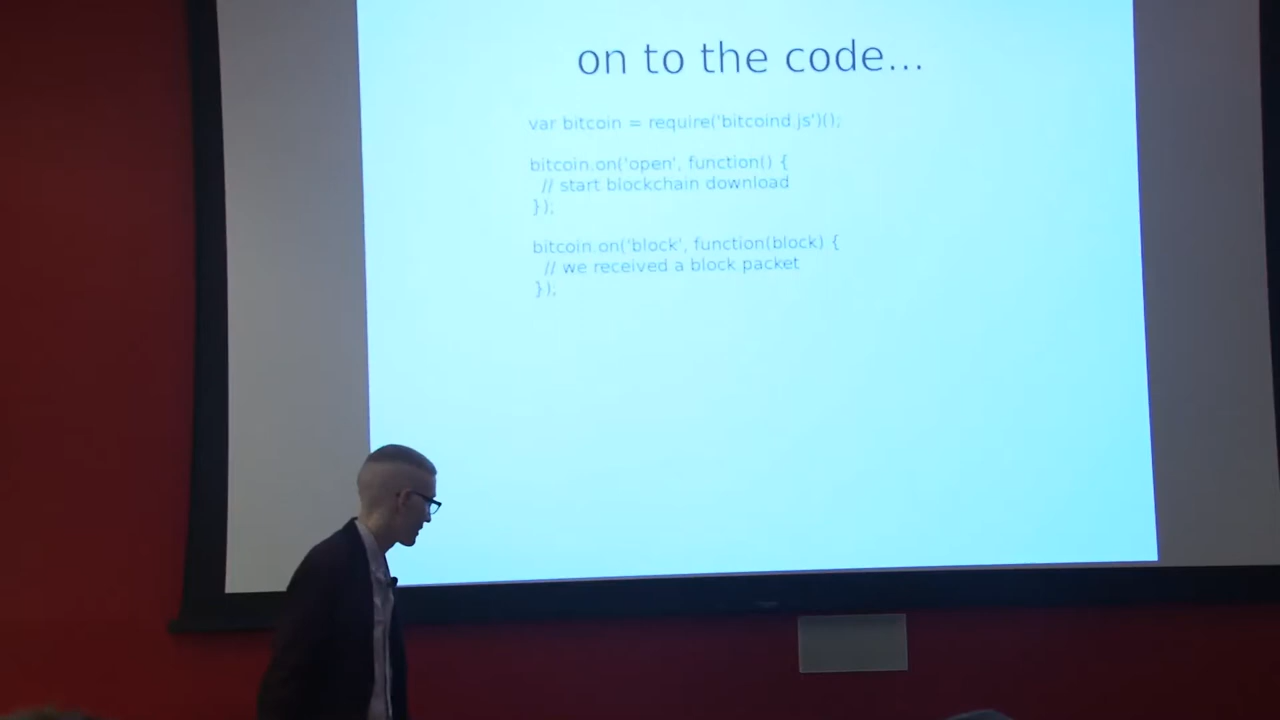 on to the code...
var bitcoin = require('bitcoind.js')();
bitcoin.on('open', function() {
// start blockchain download
});
bitcoin.on('block', function(block) {
// we received a block packet
});